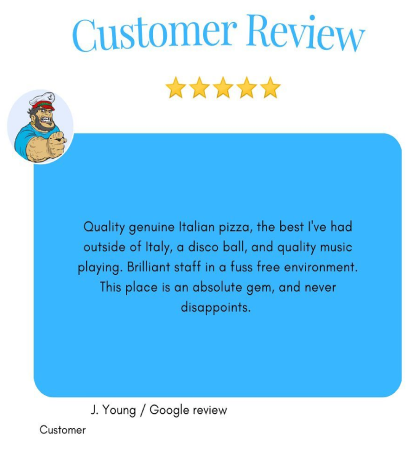 Customer Review
Quality genuine Italian pizza, the best I've had
outside of Italy, a disco ball, and quality music
playing. Brilliant staff in a fuss free environment.
This place is an absolute gem, and never
disappoints.
J. Young / Google review
Customer